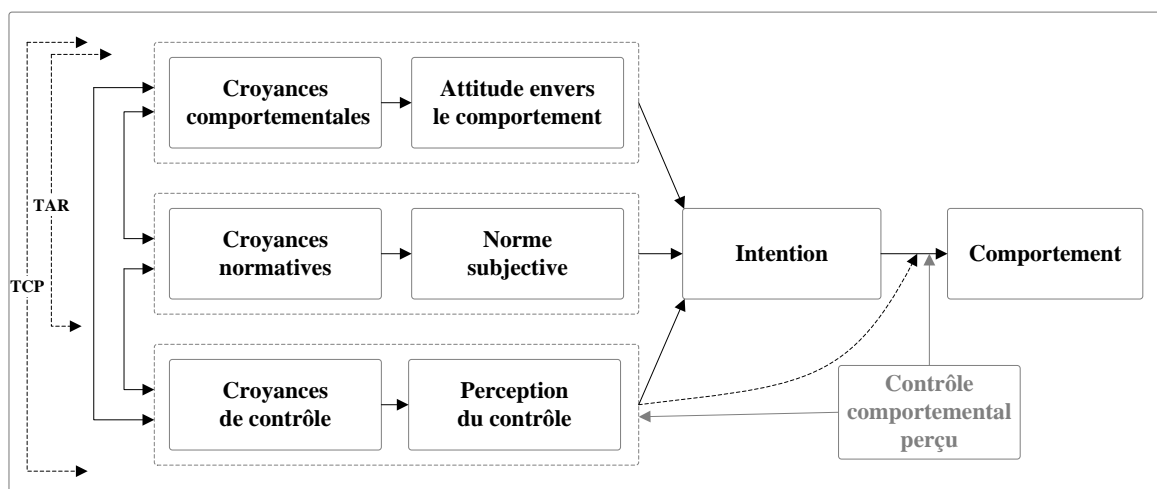 Croyances
comportementales
Attitude envers
le comportement
TAR
TCP
Croyances
normatives
Norme
subjective
Intention
Comportement
Croyances
de contrôle
Perception
du contrôle
Contrôle
comportemental
perçu